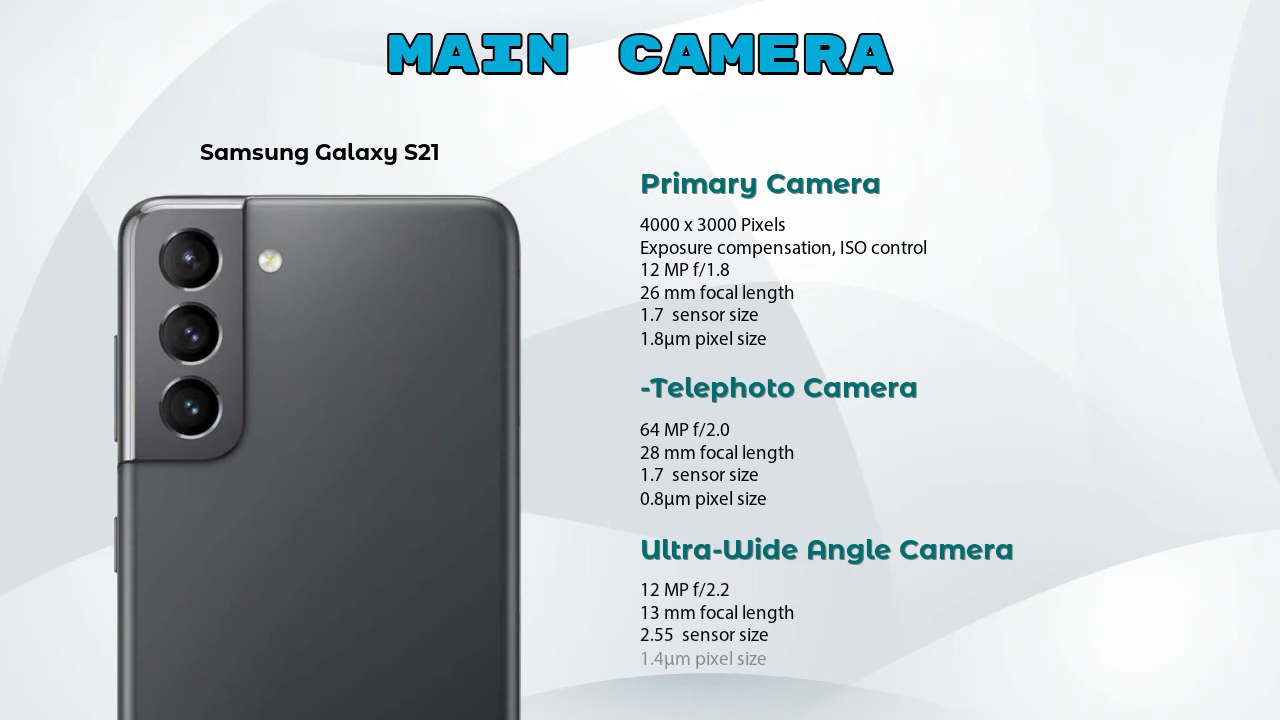 MAIN CAMERA
Samsung Galaxy S21
Primary Camera
4000 x 3000 Pixels
Exposure compensation, ISO control
12 MP f/1.8
26 mm focal length
1.7  sensor size
1.8µm pixel size
-Telephoto Camera
64 MP f/2.0
28 mm focal length
1.7  sensor size
0.8µm pixel size
Ultra-Wide Angle Camera
12 MP f/2.2
13 mm focal length
2.55  sensor size
1.4µm pixel size